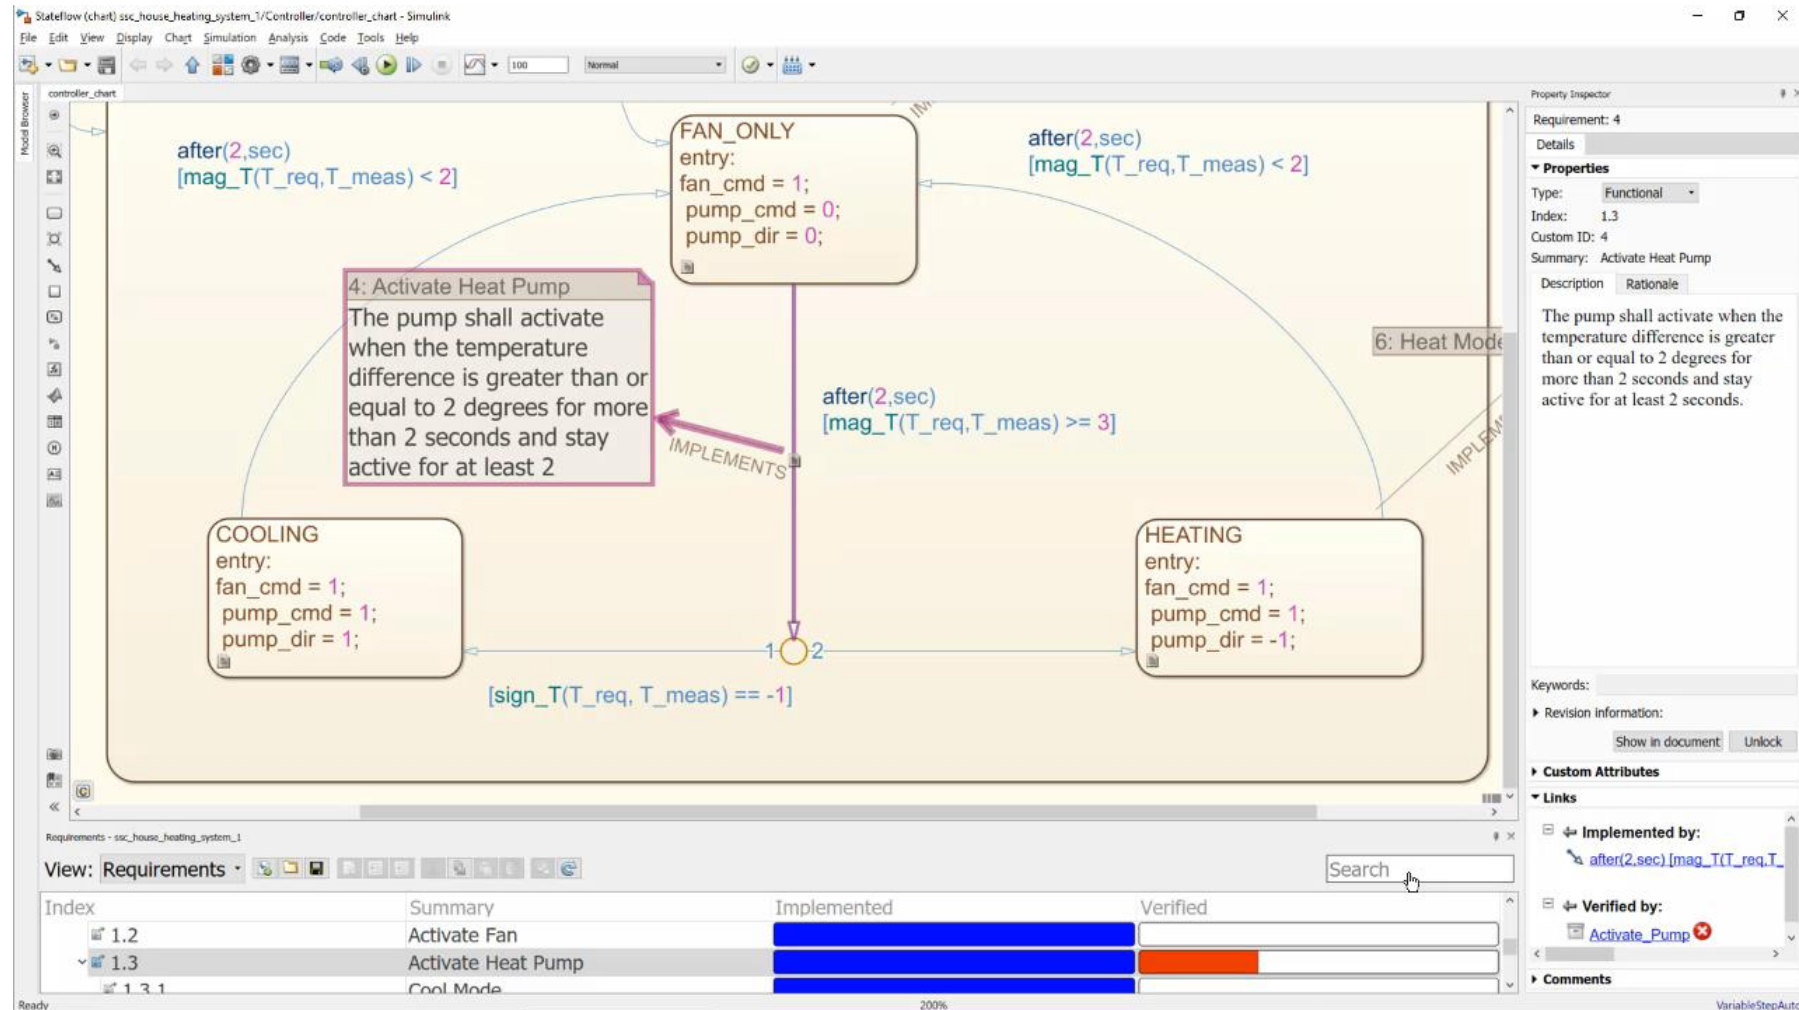 Stateflow (chart) ssc_house_heating_system_1/Controller/controller_chart - Simulink
File Edit View Display Chart Simulation Analysis Code Tools Help
100
Normal
Model Browser
controller_chart
after(2,sec)
[mag_T(T_req,T_meas) < 2]
FAN_ONLY
entry:
fan_cmd = 1;
pump_cmd = 0;
pump_dir = 0;
after(2,sec)
[mag_T(T_req,T_meas) < 2]
4: Activate Heat Pump
The pump shall activate
when the temperature
difference is greater than or
equal to 2 degrees for more
than 2 seconds and stay
active for at least 2
IMPLEMENTS
after(2,sec)
[mag_T(T_req,T_meas) >= 3]
6: Heat Mode
COOLING
entry:
fan_cmd = 1;
pump_cmd = 1;
pump_dir = 1;
HEATING
entry:
fan_cmd = 1;
pump_cmd = 1;
pump_dir = -1;
1 2
[sign_T(T_req, T_meas) == -1]
Property Inspector
Requirement: 4
Details
Properties
Type: Functional
Index: 1.3
Custom ID: 4
Summary: Activate Heat Pump
Description Rationale
The pump shall activate when the
temperature difference is greater
than or equal to 2 degrees for
more than 2 seconds and stay
active for at least 2 seconds.
Keywords:
Revision information:
Show in document Unlock
Custom Attributes
Links
Implemented by:
after(2,sec) [mag_T(T_req,T_
Verified by:
Activate_Pump
Comments
Requirements - ssc_house_heating_system_1
View: Requirements
Search
Index Summary Implemented Verified
1.2 Activate Fan
1.3 Activate Heat Pump
1.3.1 Cool Mode
Ready 200% VariableStepAuto